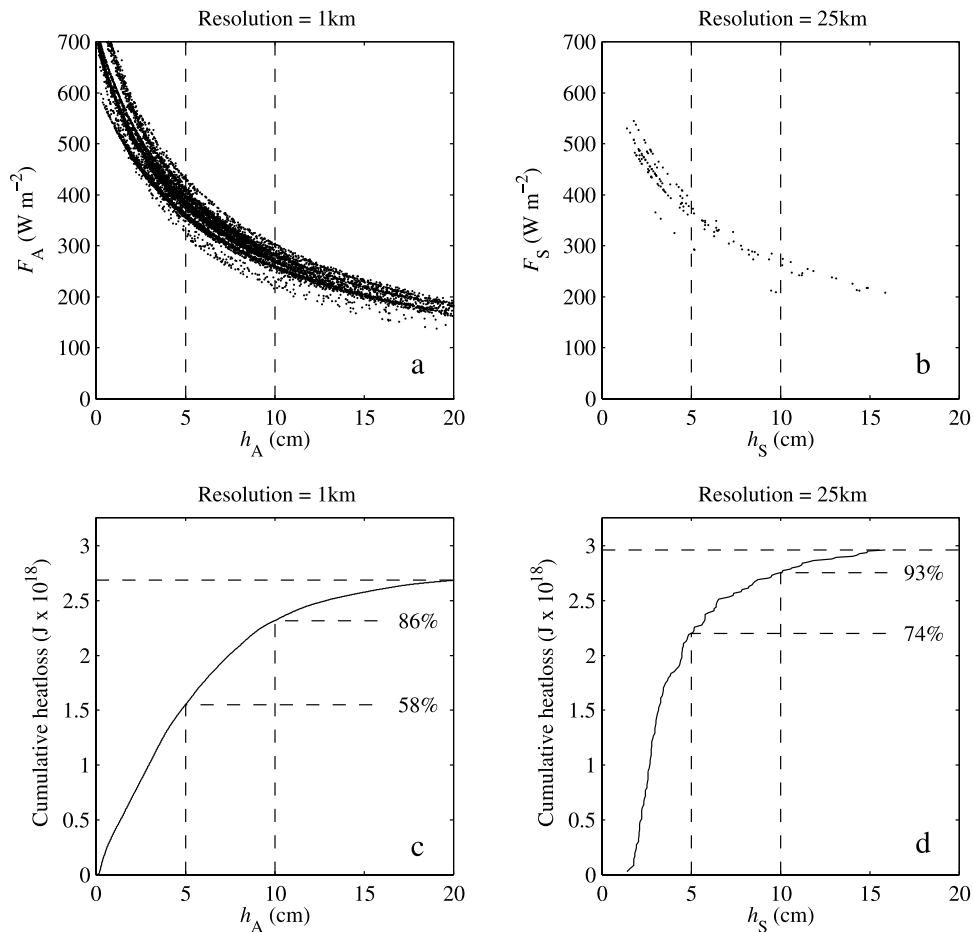 Resolution = 1km
700
600
500
400
300
200
100
0
F_A (W m⁻²)
0 5 10 15 20
h_A (cm)
a
Resolution = 25km
700
600
500
400
300
200
100
0
F_S (W m⁻²)
0 5 10 15 20
h_S (cm)
b
Resolution = 1km
3
2.5
2
1.5
1
0.5
0
Cumulative heatloss (J x 10¹⁸)
86%
58%
0 5 10 15 20
h_A (cm)
c
Resolution = 25km
3
2.5
2
1.5
1
0.5
0
Cumulative heatloss (J x 10¹⁸)
93%
74%
0 5 10 15 20
h_S (cm)
d